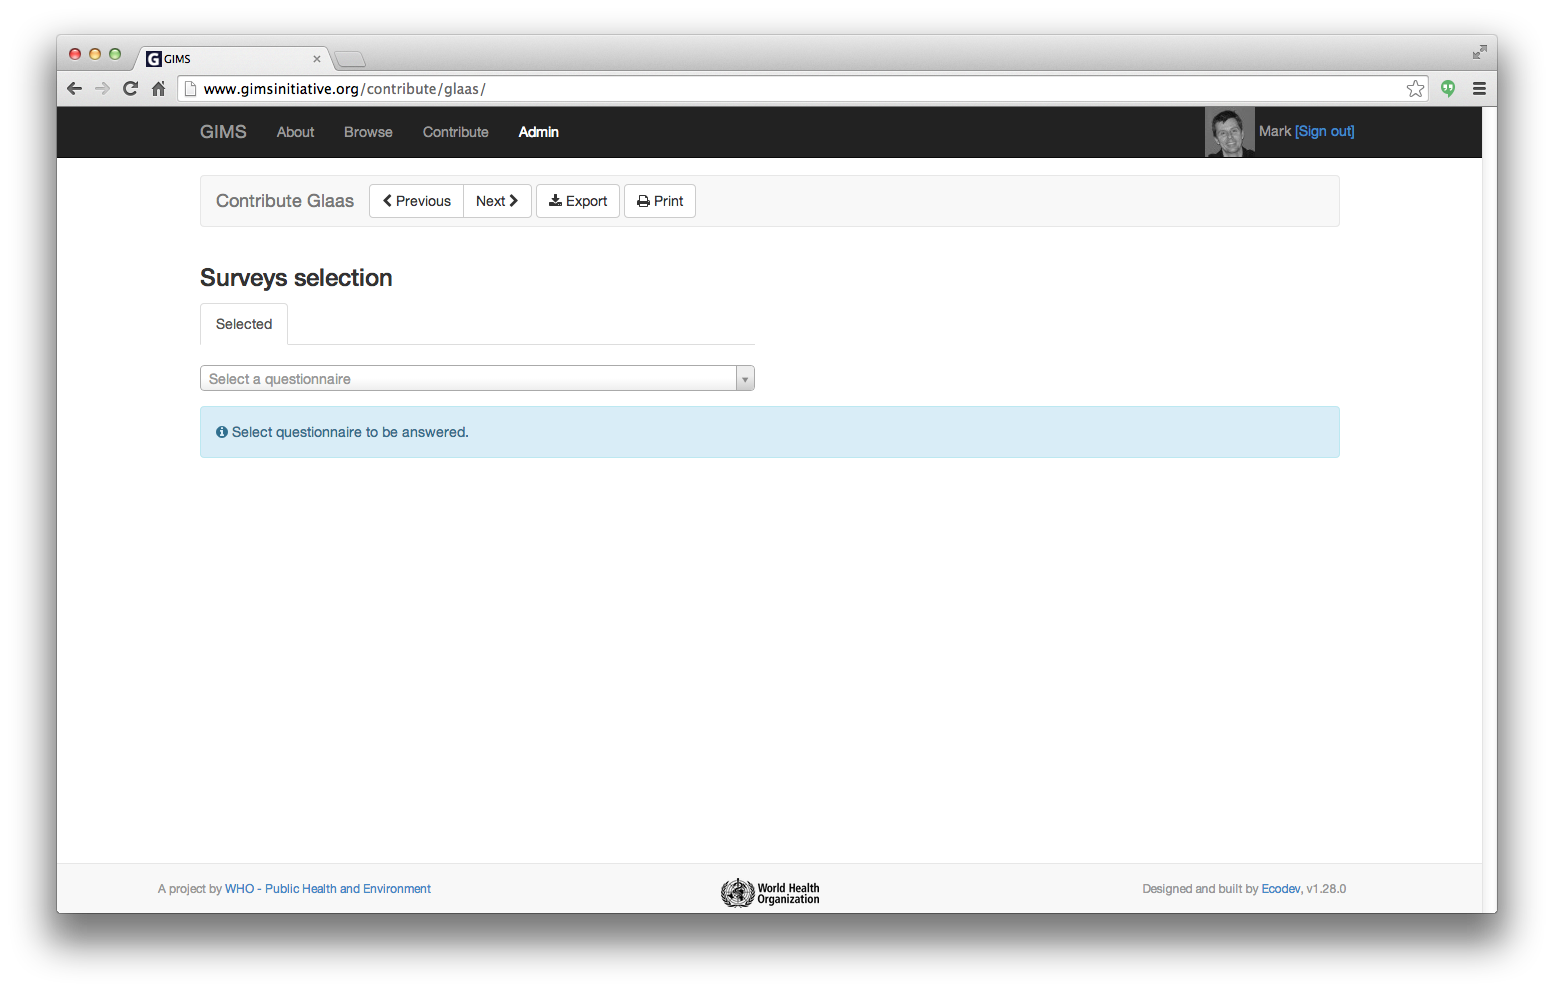 GIMS
www.gimsinitiative.org/contribute/glaas/
GIMS About Browse Contribute Admin Mark [Sign out]
Contribute Glaas Previous Next Export Print
Surveys selection
Selected
Select a questionnaire
Select questionnaire to be answered.
A project by WHO - Public Health and Environment
World Health
Organization
Designed and built by Ecodev, v1.28.0